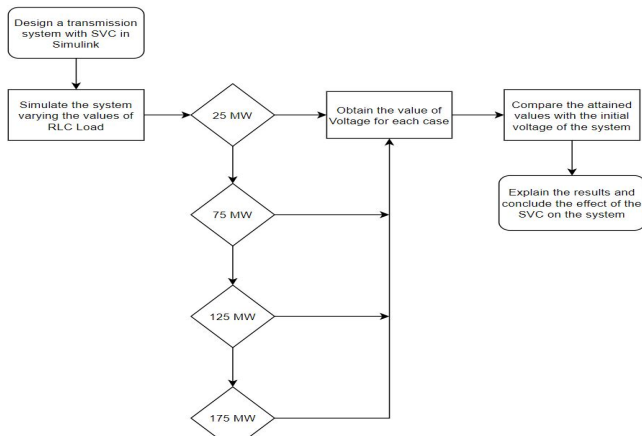 Design a transmission
system with SVC in
Simulink
Simulate the system
varying the values of
RLC Load
25 MW
Obtain the value of
Voltage for each case
Compare the attained
values with the initial
voltage of the system
75 MW
Explain the results and
conclude the effect of the
SVC on the system
125 MW
175 MW